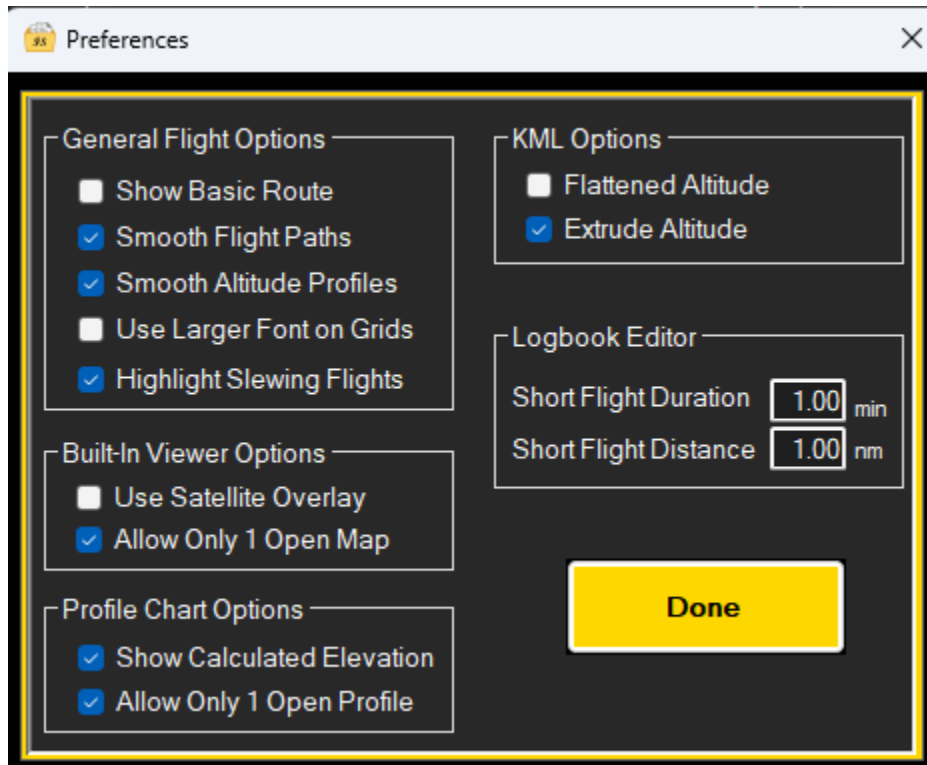 Preferences
General Flight Options
Show Basic Route
Smooth Flight Paths
Smooth Altitude Profiles
Use Larger Font on Grids
Highlight Slewing Flights
Built-In Viewer Options
Use Satellite Overlay
Allow Only 1 Open Map
Profile Chart Options
Show Calculated Elevation
Allow Only 1 Open Profile
KML Options
Flattened Altitude
Extrude Altitude
Logbook Editor
Short Flight Duration 1.00 min
Short Flight Distance 1.00 nm
Done